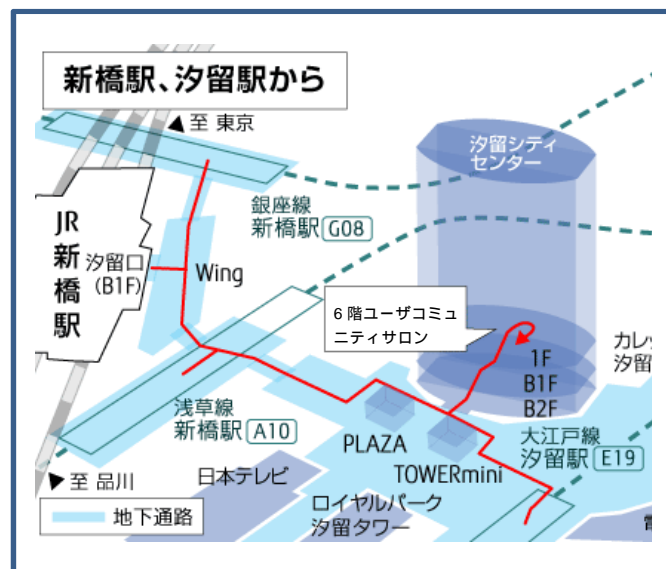 新橋駅、汐留駅から
▲至 東京
汐留シティ
センター
銀座線
新橋駅 G08
JR
新
橋
駅
汐留口
(B1F)
Wing
6階ユーザコミュ
ニティサロン
1F
B1F
B2F
カレッ
汐留
浅草線
新橋駅 A10
PLAZA
TOWERmini
大江戸線
汐留駅 E19
▼至 品川
日本テレビ
ロイヤルパーク
汐留タワー
地下通路